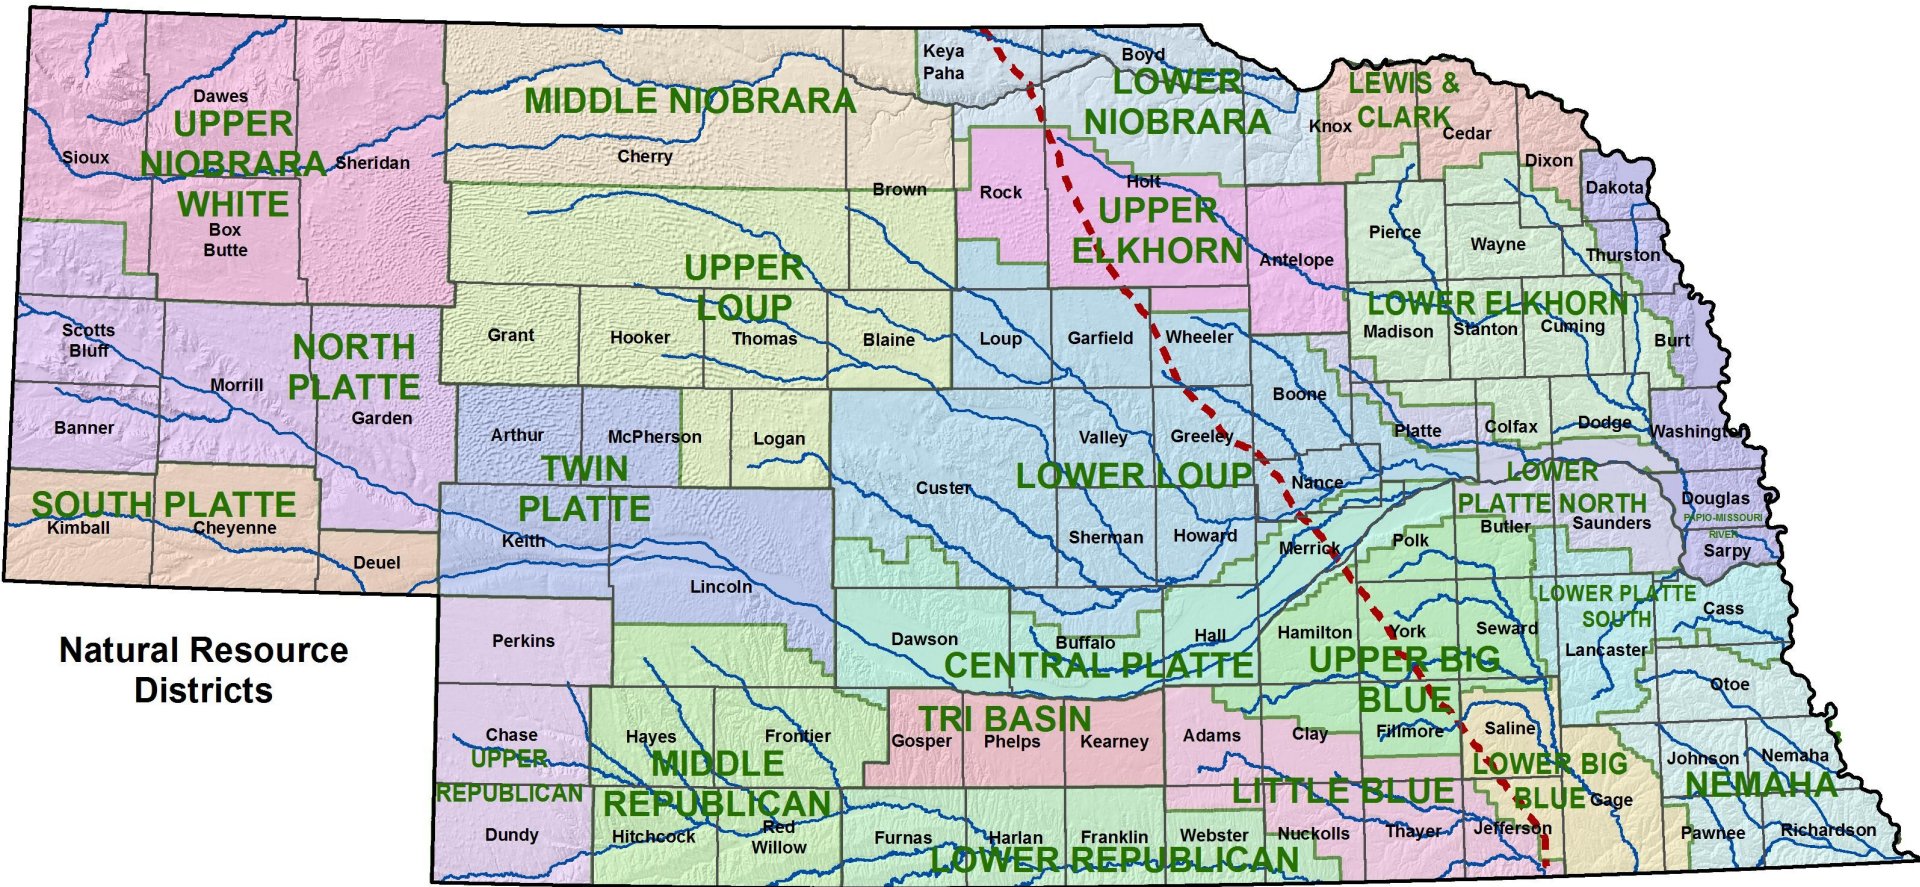 Keya
Paha
Boyd
LOWER
NIOBRARA
LEWIS &
CLARK
Knox
Cedar
Dixon
Dakota
MIDDLE NIOBRARA
Cherry
Brown
Dawes
UPPER
NIOBRARA
WHITE
Sioux
Sheridan
Box
Butte
Rock
Holt
UPPER
ELKHORN
Antelope
Pierce
Wayne
Thurston
LOWER ELKHORN
Madison
Stanton
Cuming
Burt
UPPER
LOUP
Grant
Hooker
Thomas
Blaine
Loup
Garfield
Wheeler
Scotts
Bluff
NORTH
PLATTE
Morrill
Garden
Banner
Boone
Platte
Colfax
Dodge
Washington
Arthur
McPherson
Logan
TWIN
PLATTE
Valley
Greeley
LOWER LOUP
Custer
Nance
Sherman
Howard
LOWER
PLATTE NORTH
Saunders
Butler
Douglas
PAPIO-MISSOURI
RIVER
Sarpy
SOUTH PLATTE
Kimball
Cheyenne
Deuel
Keith
Lincoln
Merrick
Polk
LOWER PLATTE
SOUTH
Cass
Lancaster
Otoe
Natural Resource
Districts
Perkins
Dawson
Buffalo
Hall
CENTRAL PLATTE
Hamilton
York
Seward
UPPER BIG
BLUE
Fillmore
Saline
TRI BASIN
Gosper
Phelps
Kearney
Adams
Clay
Chase
UPPER
REPUBLICAN
Dundy
Hayes
Frontier
MIDDLE
REPUBLICAN
Hitchcock
Red
Willow
LITTLE BLUE
LOWER BIG
BLUE
Gage
Johnson
Nemaha
NEMAHA
Pawnee
Richardson
Furnas
Harlan
Franklin
Webster
LOWER REPUBLICAN
Nuckolls
Thayer
Jefferson